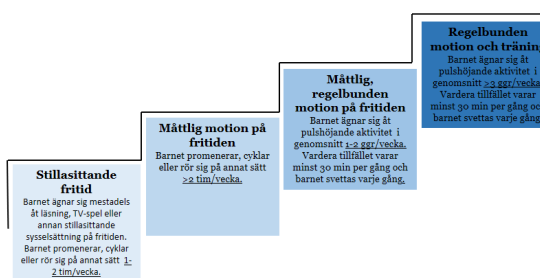 Stillasittande
fritid
Barnet ägnar sig mestadels
åt läsning, TV-spel eller
annan stillasittande
sysselsättning på fritiden.
Barnet promenerar, cyklar
eller rör sig på annat sätt 1-
2 tim/vecka.
Måttlig motion på
fritiden
Barnet promenerar, cyklar
eller rör sig på annat sätt
>2 tim/vecka.
Måttlig,
regelbunden
motion på fritiden
Barnet ägnar sig åt
pulshöjande aktivitet i
genomsnitt 1-2 ggr/vecka.
Vardera tillfället varar
minst 30 min per gång och
barnet svettas varje gång.
Regelbunden
motion och träning
Barnet ägnar sig åt
pulshöjande aktivitet i
genomsnitt >3 ggr/vecka
Vardera tillfället varar
minst 30 min per gång oc
barnet svettas varje gång